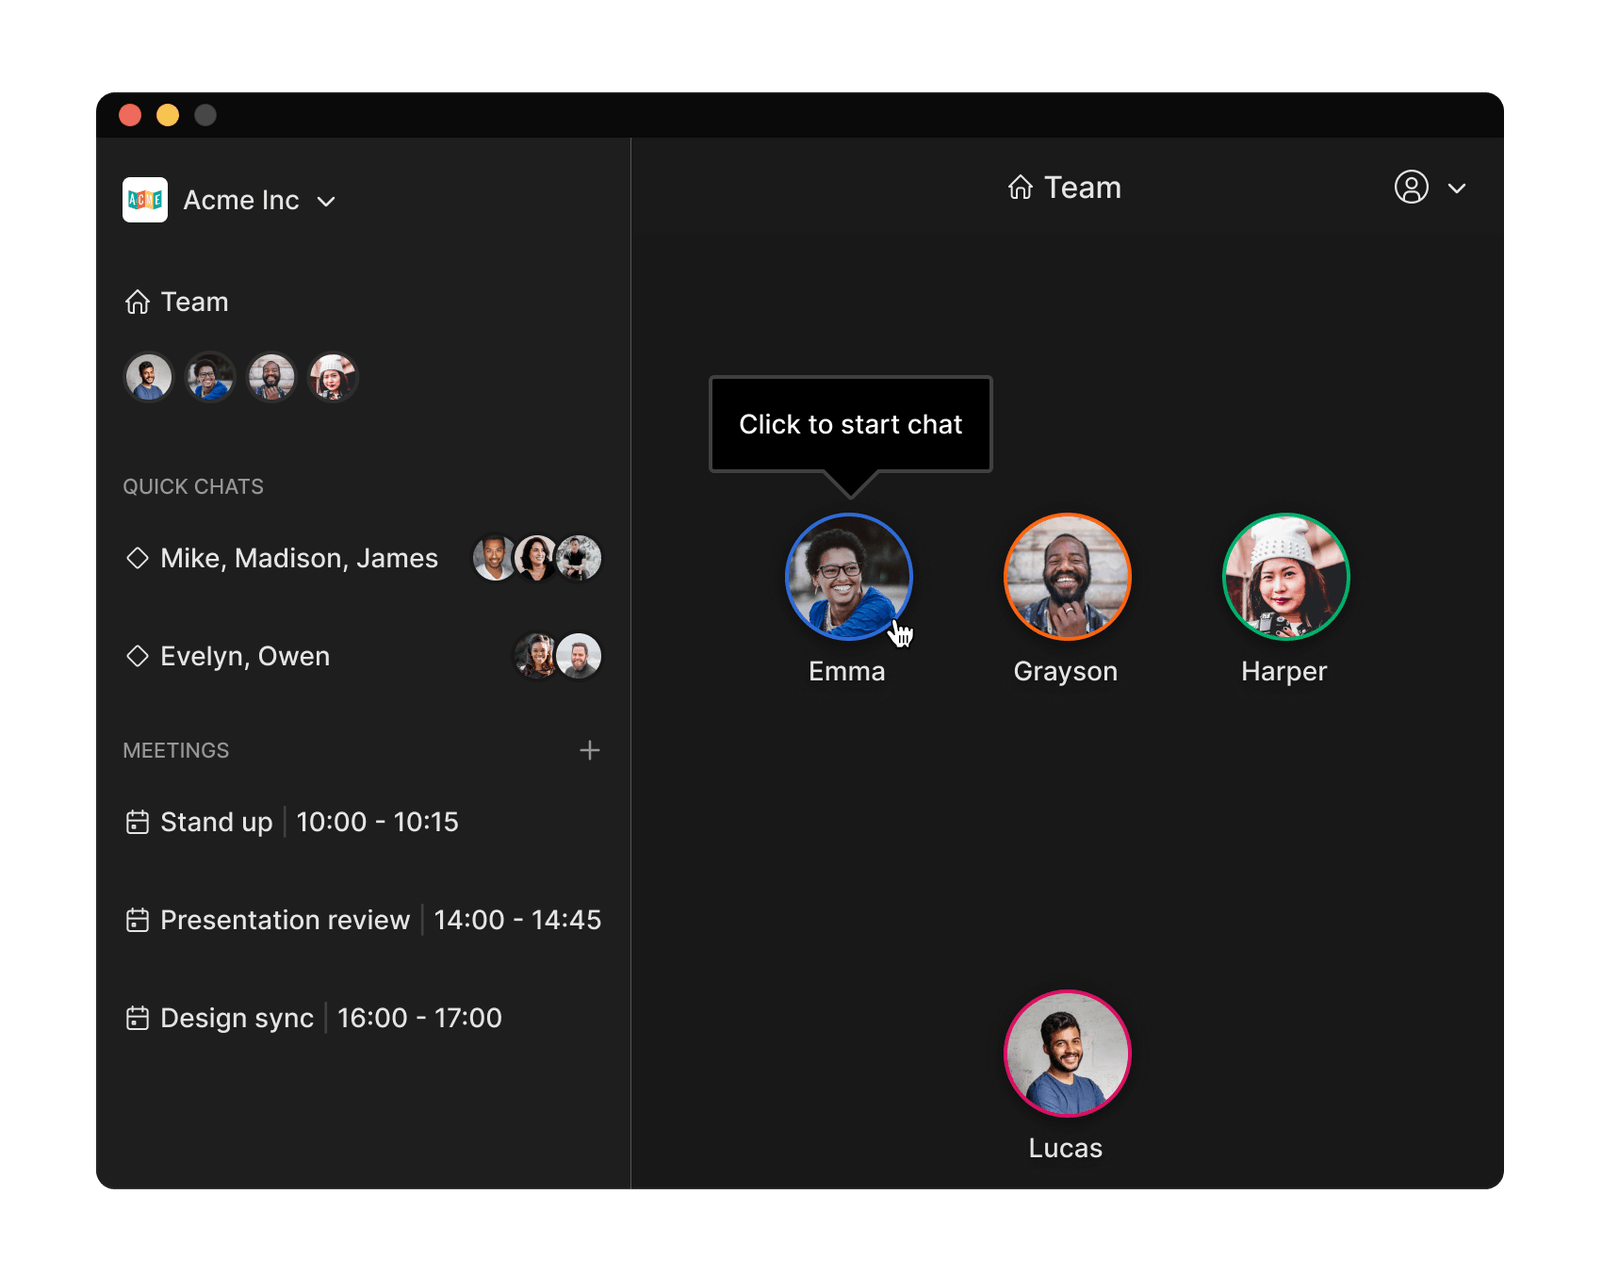 ACME
Acme Inc
Team
QUICK CHATS
Mike, Madison, James
Evelyn, Owen
MEETINGS
Stand up | 10:00 - 10:15
Presentation review | 14:00 - 14:45
Design sync | 16:00 - 17:00
Team
Click to start chat
Emma
Grayson
Harper
Lucas